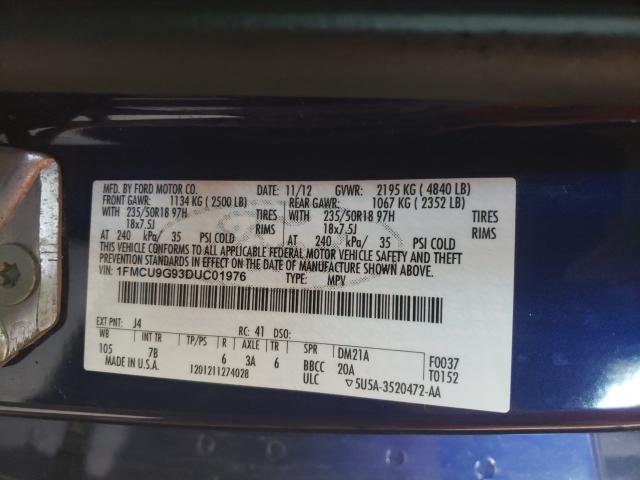 MFD. BY FORD MOTOR CO. DATE: 11/12 GVWR: 2195 KG ( 4840 LB)
FRONT GAWR: 1134 KG ( 2500 LB) REAR GAWR: 1067 KG ( 2352 LB)
WITH 235/50R18 97H TIRES WITH 235/50R18 97H TIRES
18x7.5J RIMS 18x7.5J RIMS
AT 240 kPa/ 35 PSI COLD AT 240 kPa/ 35 PSI COLD
THIS VEHICLE CONFORMS TO ALL APPLICABLE FEDERAL MOTOR VEHICLE SAFETY AND THEFT
PREVENTION STANDARDS IN EFFECT ON THE DATE OF MANUFACTURE SHOWN ABOVE.
VIN: 1FMCU9G93DUC01976 TYPE: MPV
EXT PNT: J4 RC: 41 DSO:
WB INT TR TP/PS R AXLE TR SPR DM21A F0037
105 7B 6 3A 6 BBCC 20A T0152
MADE IN U.S.A. 1201211274028 ULC ▽5U5A-3520472-AA